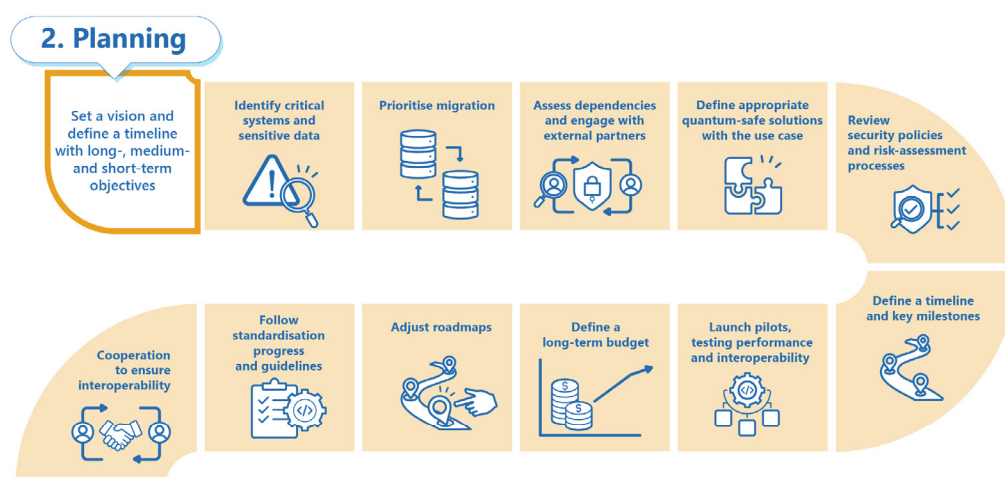 2. Planning
Set a vision and
define a timeline
with long-, medium-
and short-term
objectives
Identify critical
systems and
sensitive data
Prioritise migration
Assess dependencies
and engage with
external partners
Define appropriate
quantum-safe solutions
with the use case
Review
security policies
and risk-assessment
processes
Define a timeline
and key milestones
Launch pilots,
testing performance
and interoperability
Define a
long-term budget
$
$
Adjust roadmaps
Follow
standardisation
progress
and guidelines
</>
Cooperation
to ensure
interoperability